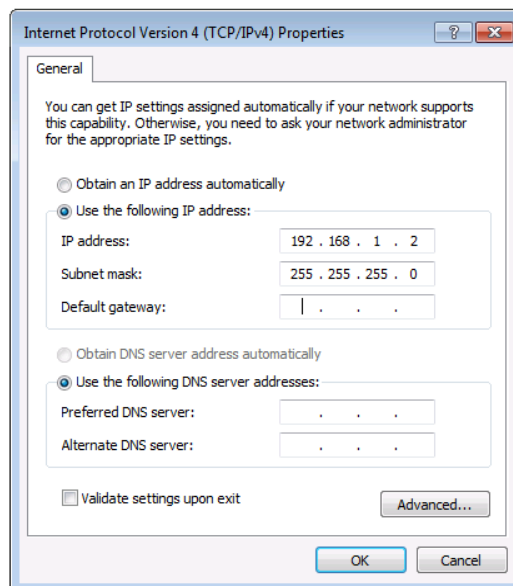 Internet Protocol Version 4 (TCP/IPv4) Properties
General
You can get IP settings assigned automatically if your network supports
this capability. Otherwise, you need to ask your network administrator
for the appropriate IP settings.
Obtain an IP address automatically
Use the following IP address:
IP address: 192 . 168 . 1 . 2
Subnet mask: 255 . 255 . 255 . 0
Default gateway: . . .
Obtain DNS server address automatically
Use the following DNS server addresses:
Preferred DNS server: . . .
Alternate DNS server: . . .
Validate settings upon exit
Advanced...
OK Cancel